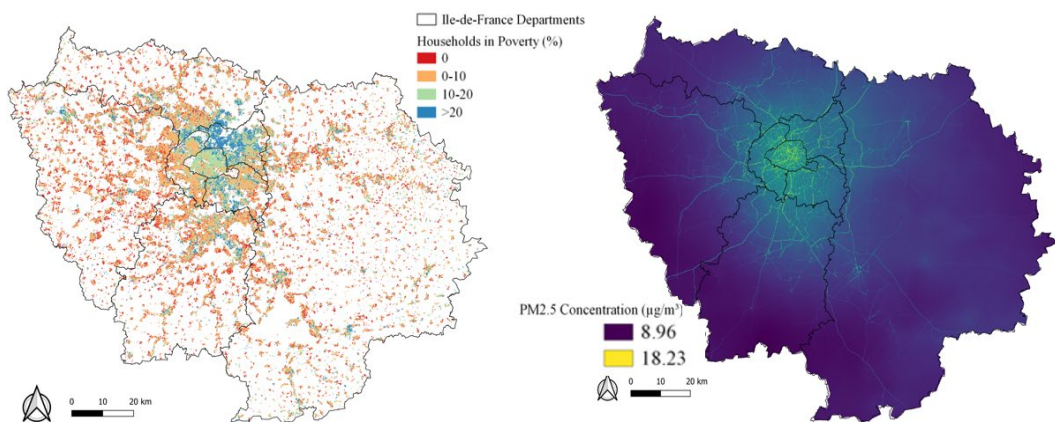 Ile-de-France Departments
Households in Poverty (%)
0
0-10
10-20
>20
0 10 20 km
PM2.5 Concentration (µg/m³)
8.96
18.23
0 10 20 km